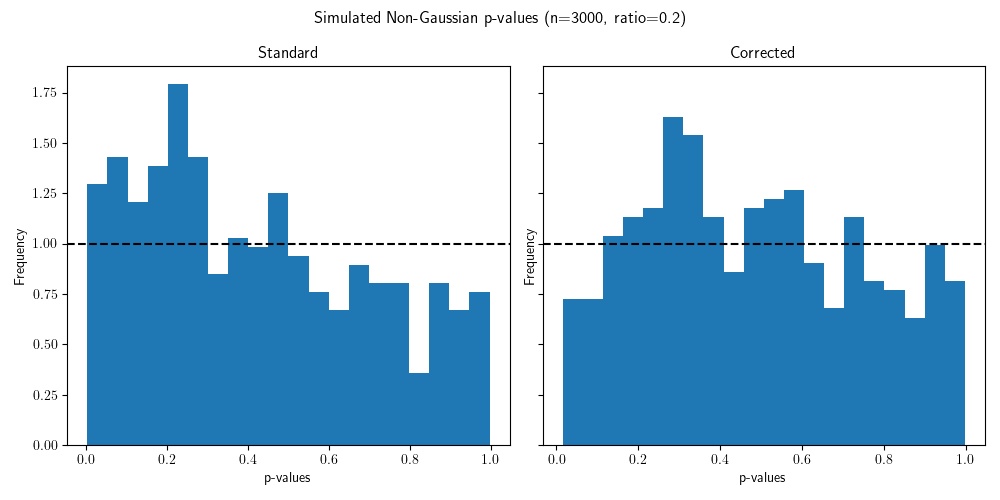 Simulated Non-Gaussian p-values (n=3000, ratio=0.2)
Standard
Frequency
1.75
1.50
1.25
1.00
0.75
0.50
0.25
0.00
0.0 0.2 0.4 0.6 0.8 1.0
p-values
Corrected
Frequency
0.0 0.2 0.4 0.6 0.8 1.0
p-values